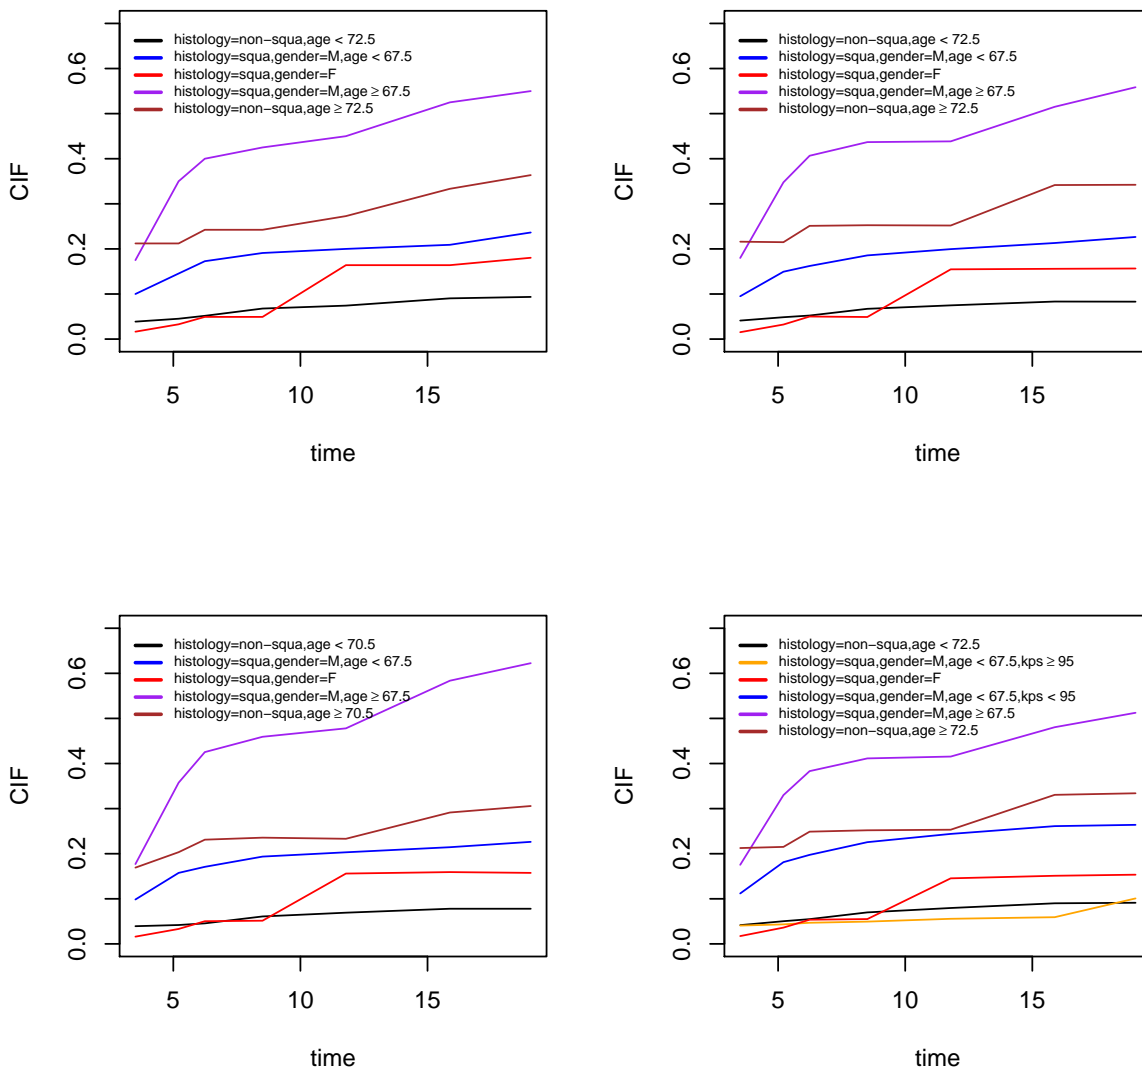 histology=non−squa,age < 72.5
histology=squa,gender=M,age < 67.5
histology=squa,gender=F
histology=squa,gender=M,age ≥ 67.5
histology=non−squa,age ≥ 72.5
0.0
0.2
0.4
0.6
CIF
5
10
15
time
histology=non−squa,age < 72.5
histology=squa,gender=M,age < 67.5
histology=squa,gender=F
histology=squa,gender=M,age ≥ 67.5
histology=non−squa,age ≥ 72.5
0.0
0.2
0.4
0.6
CIF
5
10
15
time
histology=non−squa,age < 70.5
histology=squa,gender=M,age < 67.5
histology=squa,gender=F
histology=squa,gender=M,age ≥ 67.5
histology=non−squa,age ≥ 70.5
0.0
0.2
0.4
0.6
CIF
5
10
15
time
histology=non−squa,age < 72.5
histology=squa,gender=M,age < 67.5,kps ≥ 95
histology=squa,gender=F
histology=squa,gender=M,age < 67.5,kps < 95
histology=squa,gender=M,age ≥ 67.5
histology=non−squa,age ≥ 72.5
0.0
0.2
0.4
0.6
CIF
5
10
15
time